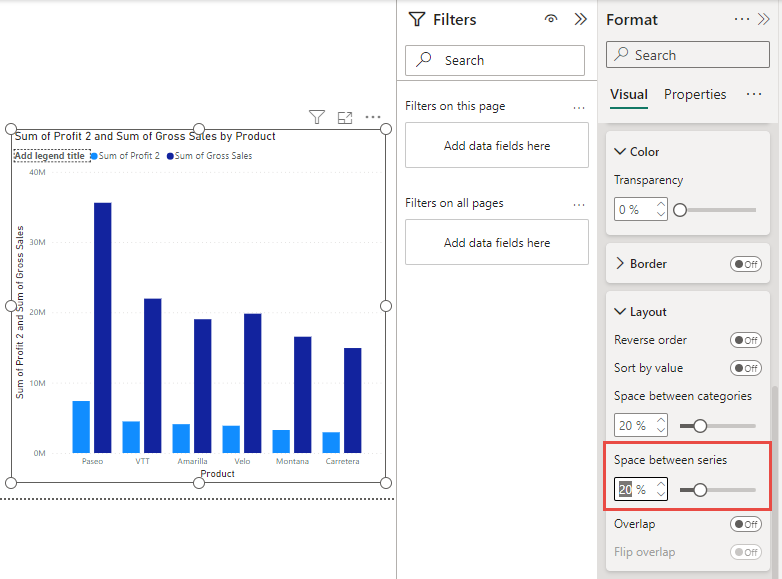 Sum of Profit 2 and Sum of Gross Sales by Product
Add legend title Sum of Profit 2 Sum of Gross Sales
Sum of Profit 2 and Sum of Gross Sales
40M
30M
20M
10M
0M
Paseo VTT Amarilla Velo Montana Carretera
Product
Filters
Search
Filters on this page ...
Add data fields here
Filters on all pages ...
Add data fields here
Format ...
Search
Visual Properties ...
Color
Transparency
0 %
Border Off
Layout
Reverse order Off
Sort by value Off
Space between categories
20 %
Space between series
20 %
Overlap Off
Flip overlap Off